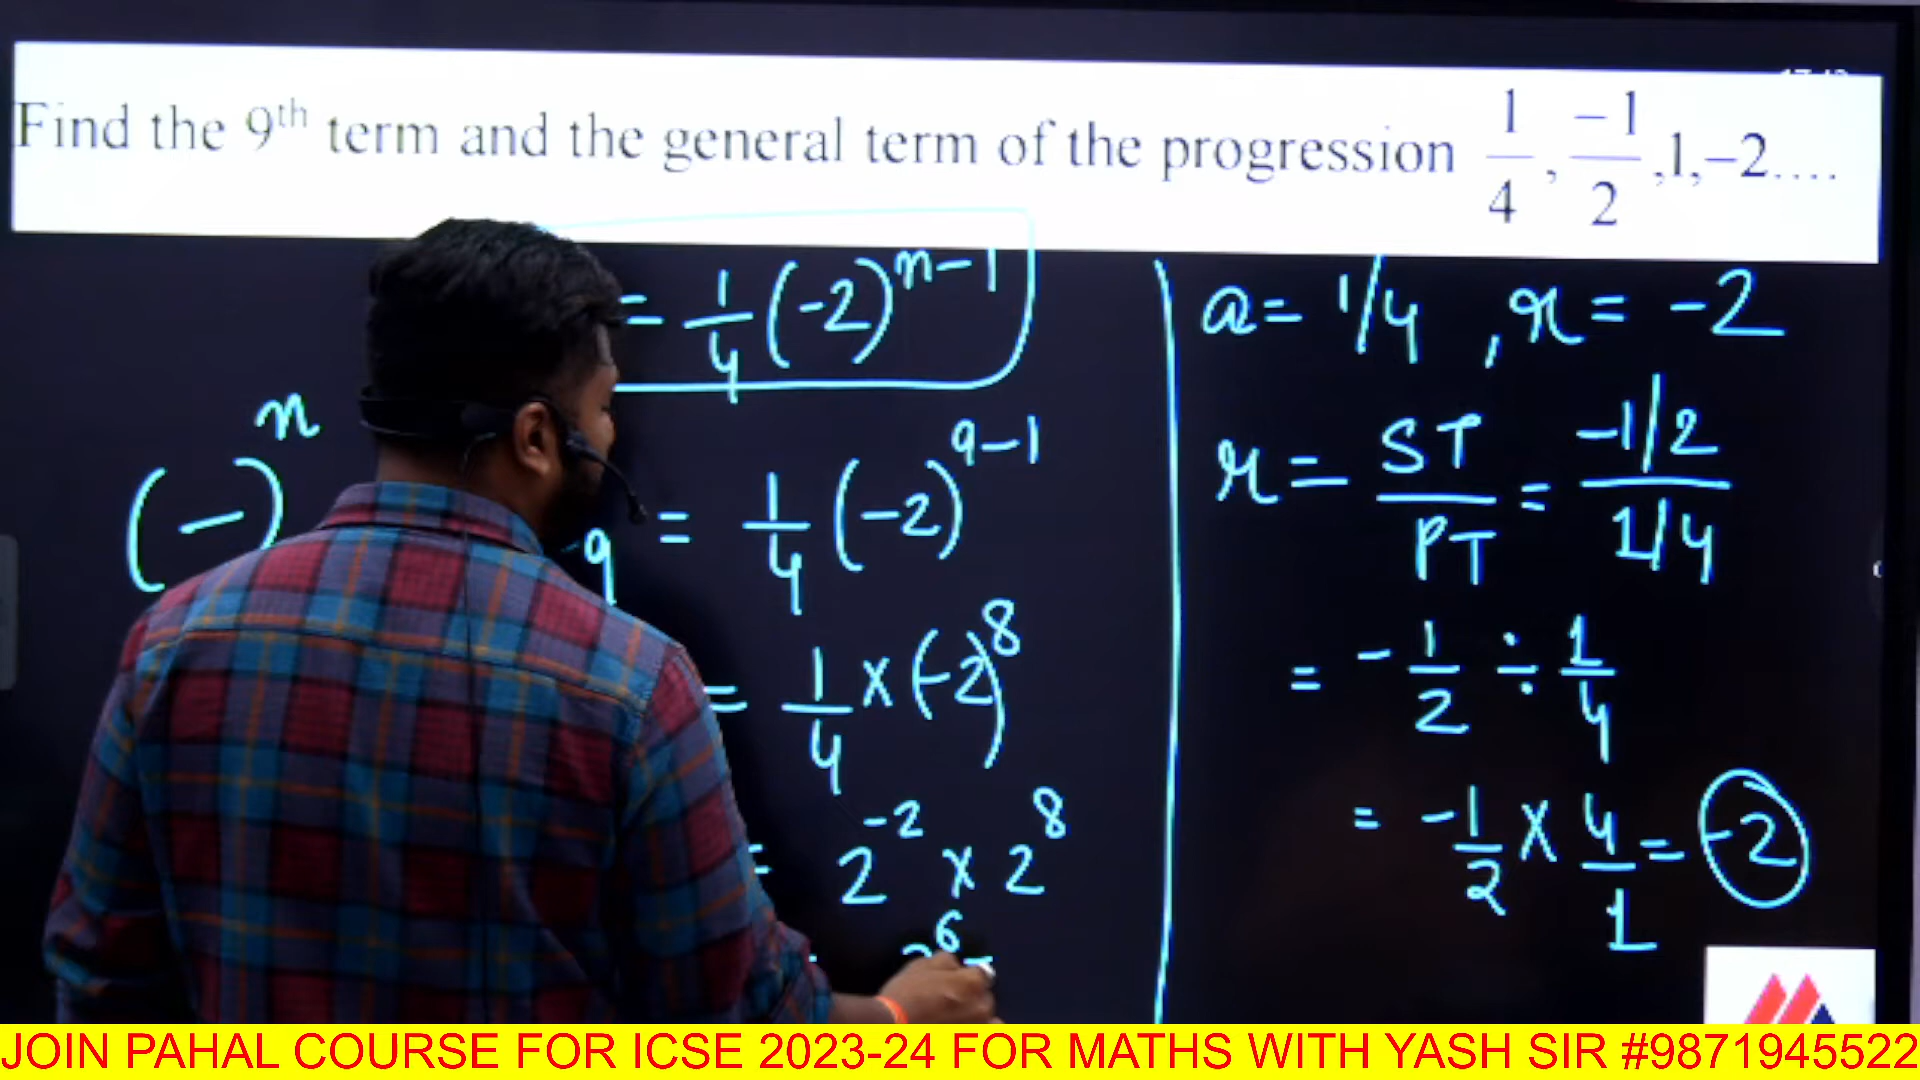 Find the 9th term and the general term of the progression 1/4, -1/2, 1, -2....
= 1/4 (-2)^n-1
(-)^n
9 = 1/4 (-2)^9-1
= 1/4 × (-2)^8
= 2^-2 × 2^8
2^6 =
a = 1/4 , r = -2
r = ST/PT = -1/2 / 1/4
= -1/2 ÷ 1/4
= -1/2 × 4/1 = -2
JOIN PAHAL COURSE FOR ICSE 2023-24 FOR MATHS WITH YASH SIR #9871945522